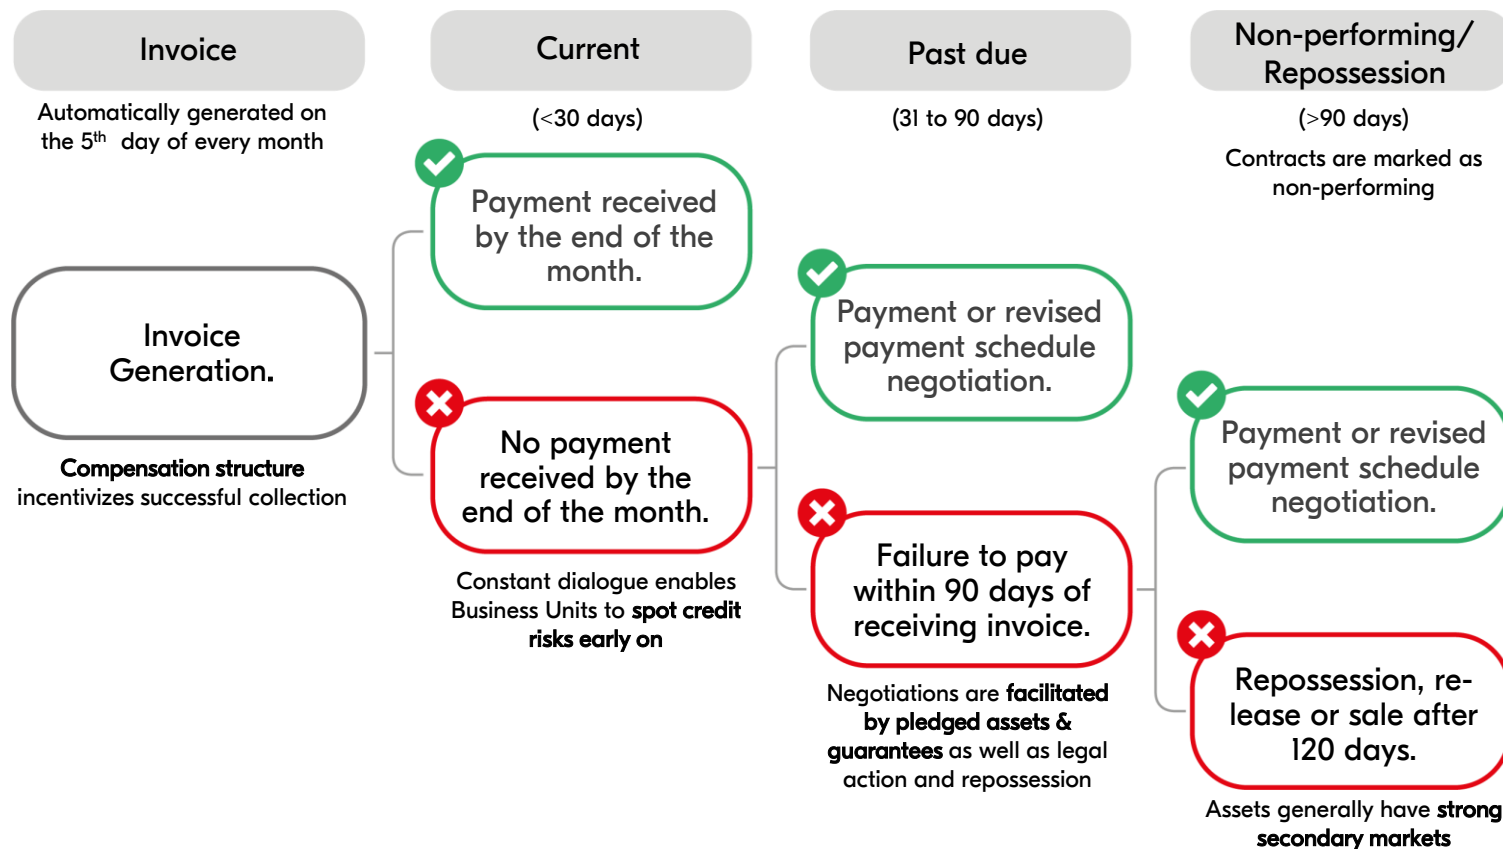 Invoice
Automatically generated on
the 5th day of every month
Invoice
Generation.
Compensation structure
incentivizes successful collection
Current
(<30 days)
Payment received
by the end of the
month.
No payment
received by the
end of the month.
Constant dialogue enables
Business Units to spot credit
risks early on
Past due
(31 to 90 days)
Payment or revised
payment schedule
negotiation.
Failure to pay
within 90 days of
receiving invoice.
Negotiations are facilitated
by pledged assets &
guarantees as well as legal
action and repossession
Non-performing/
Repossession
(>90 days)
Contracts are marked as
non-performing
Payment or revised
payment schedule
negotiation.
Repossession, re-
lease or sale after
120 days.
Assets generally have strong
secondary markets